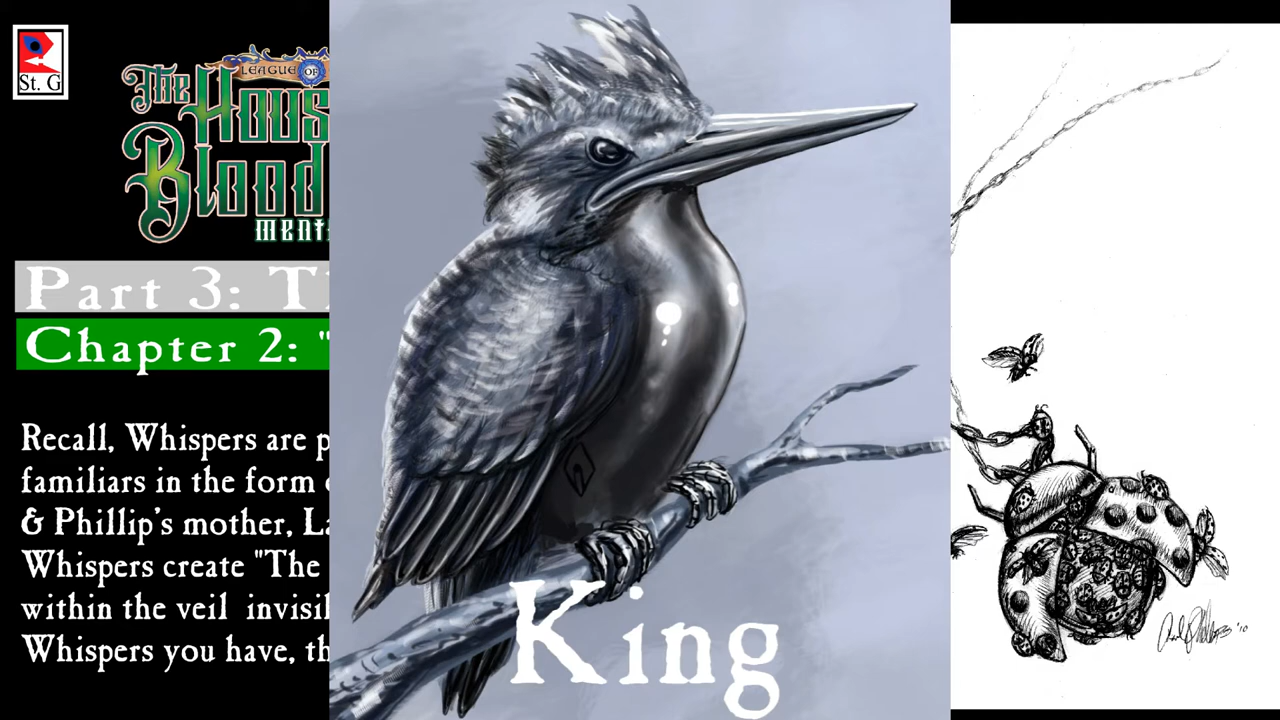 St. G
The
LEAGUE OF
Hous
Blood
Part 3: T
Chapter 2: "
Recall, Whispers are p
familiars in the form
& Phillip's mother, La
Whispers create "The
within the veil invisi
Whispers you have, th
King